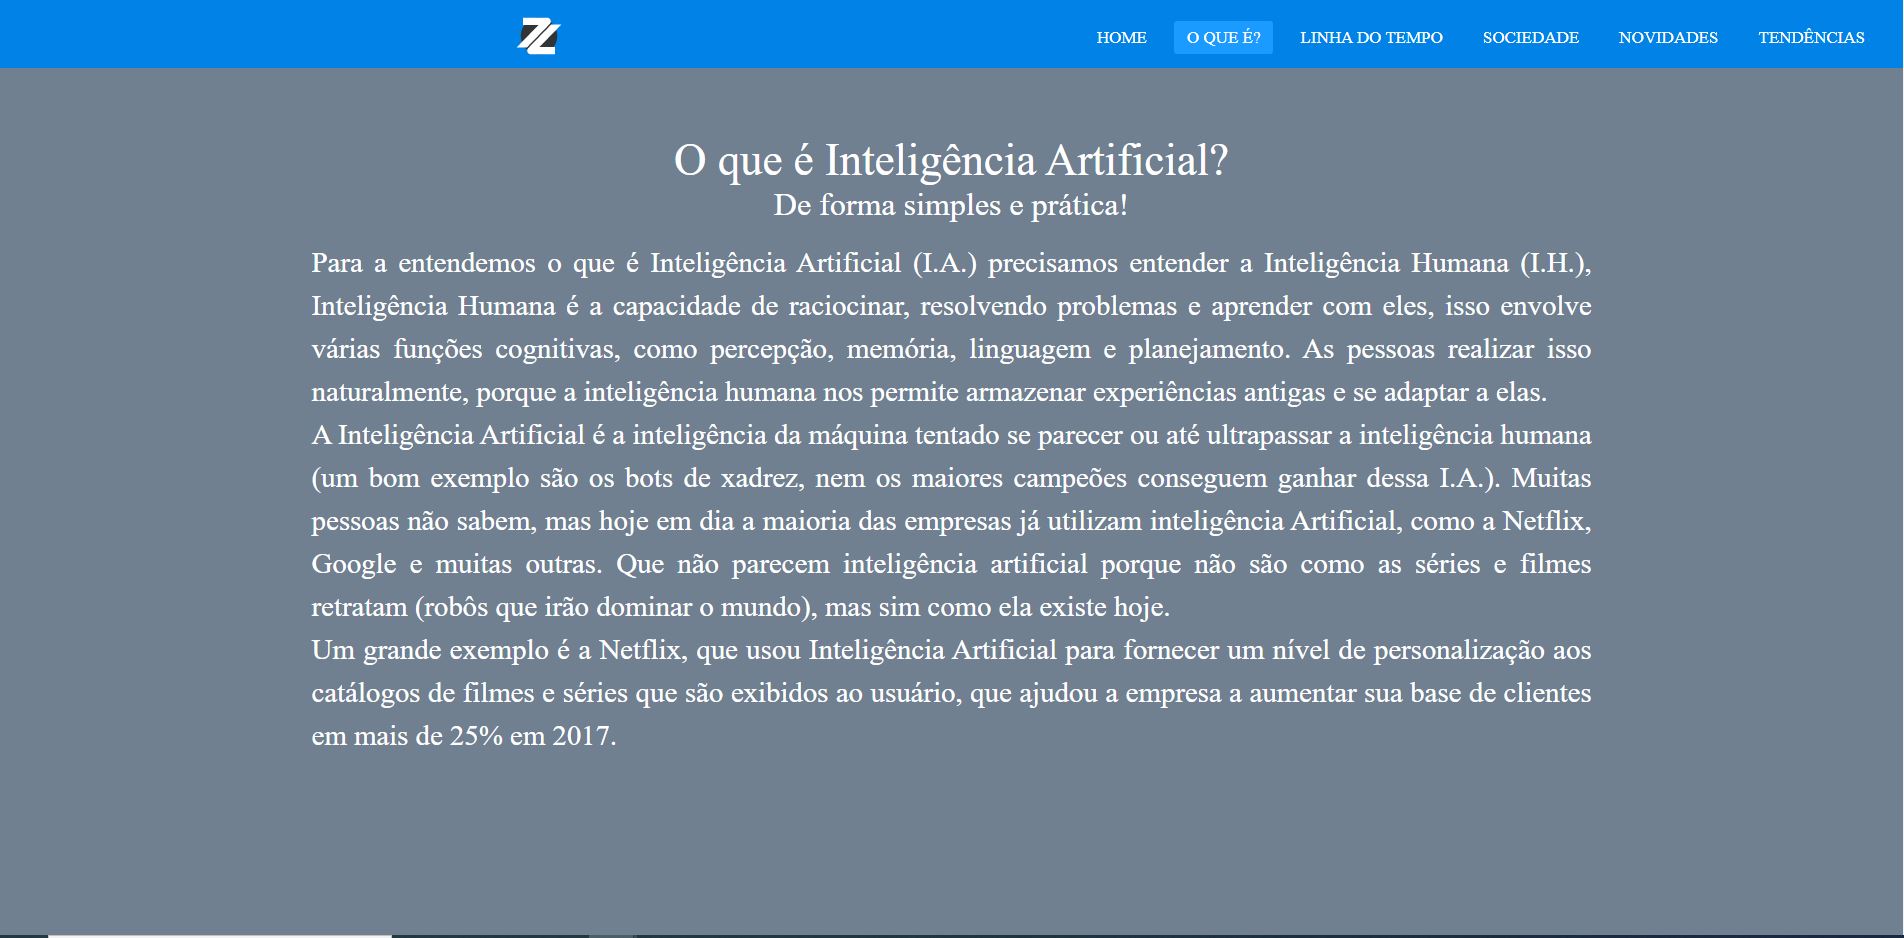 HOME O QUE É? LINHA DO TEMPO SOCIEDADE NOVIDADES TENDÊNCIAS
O que é Inteligência Artificial?
De forma simples e prática!
Para a entendemos o que é Inteligência Artificial (I.A.) precisamos entender a Inteligência Humana (I.H.),
Inteligência Humana é a capacidade de raciocinar, resolvendo problemas e aprender com eles, isso envolve
várias funções cognitivas, como percepção, memória, linguagem e planejamento. As pessoas realizar isso
naturalmente, porque a inteligência humana nos permite armazenar experiências antigas e se adaptar a elas.
A Inteligência Artificial é a inteligência da máquina tentado se parecer ou até ultrapassar a inteligência humana
(um bom exemplo são os bots de xadrez, nem os maiores campeões conseguem ganhar dessa I.A.). Muitas
pessoas não sabem, mas hoje em dia a maioria das empresas já utilizam inteligência Artificial, como a Netflix,
Google e muitas outras. Que não parecem inteligência artificial porque não são como as séries e filmes
retratam (robôs que irão dominar o mundo), mas sim como ela existe hoje.
Um grande exemplo é a Netflix, que usou Inteligência Artificial para fornecer um nível de personalização aos
catálogos de filmes e séries que são exibidos ao usuário, que ajudou a empresa a aumentar sua base de clientes
em mais de 25% em 2017.